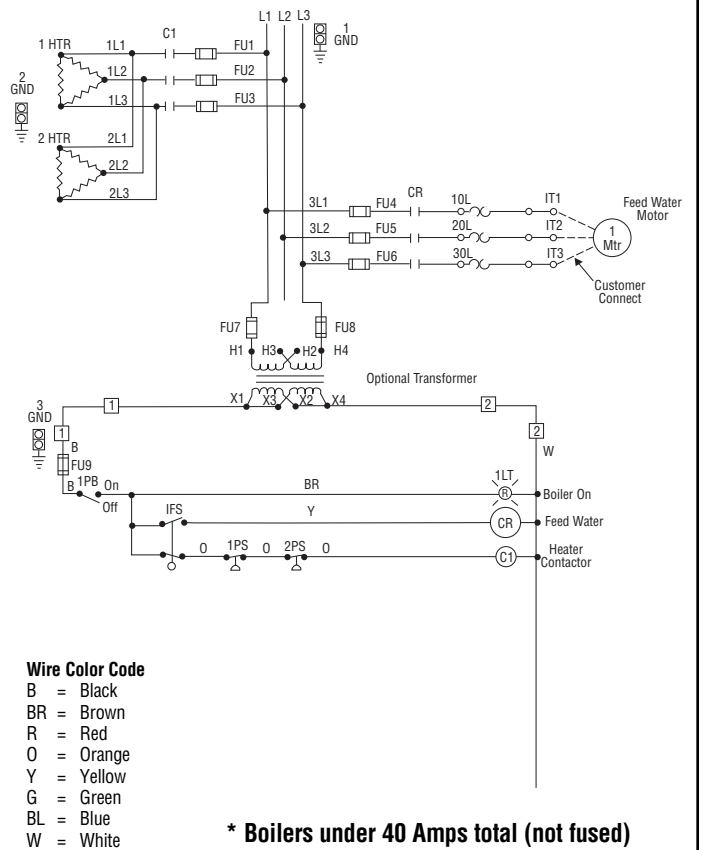 L1 L2 L3
1
GND
C1
1 HTR 1L1 FU1
1L2 FU2
1L3 FU3
2
GND
2 HTR 2L1
2L2
2L3
3L1 FU4 CR 10L IT1
3L2 FU5 20L IT2
3L3 FU6 30L IT3
Feed Water
Motor
1
Mtr
Customer
Connect
FU7 FU8
H1 H3 H2 H4
Optional Transformer
X1 X3 X2 X4
1 2
3
GND
1 2
B W
FU9
B 1PB On
Off
BR 1LT
R Boiler On
IFS Y CR Feed Water
O 1PS O 2PS O C1 Heater
Contactor
Wire Color Code
B = Black
BR = Brown
R = Red
O = Orange
Y = Yellow
G = Green
BL = Blue
W = White
* Boilers under 40 Amps total (not fused)